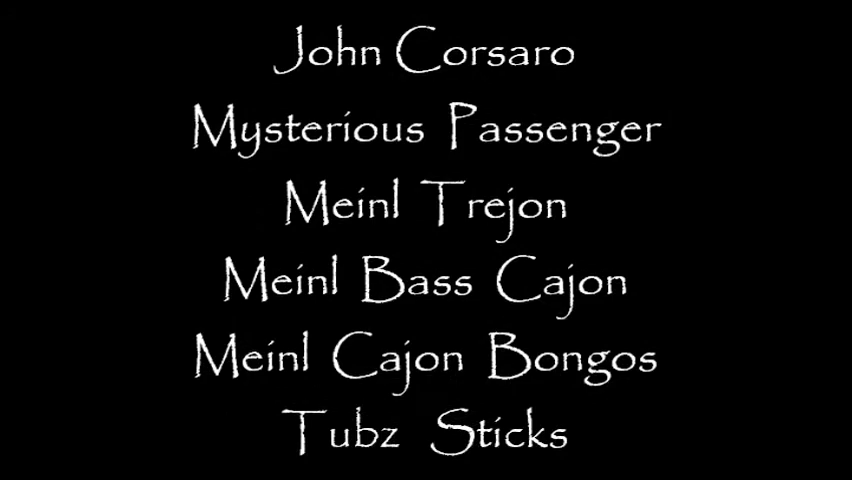 John Corsaro
Mysterious Passenger
Meinl Trejon
Meinl Bass Cajon
Meinl Cajon Bongos
Tubz Sticks